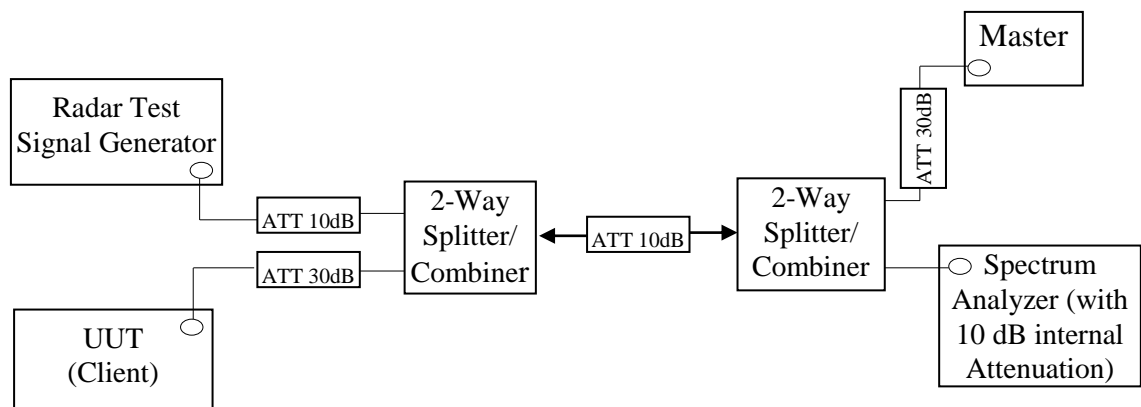 Master
Radar Test
Signal Generator
ATT 30dB
2-Way
Splitter/
Combiner
2-Way
Splitter/
Combiner
ATT 10dB
ATT 10dB
ATT 30dB
Spectrum
Analyzer (with
10 dB internal
Attenuation)
UUT
(Client)